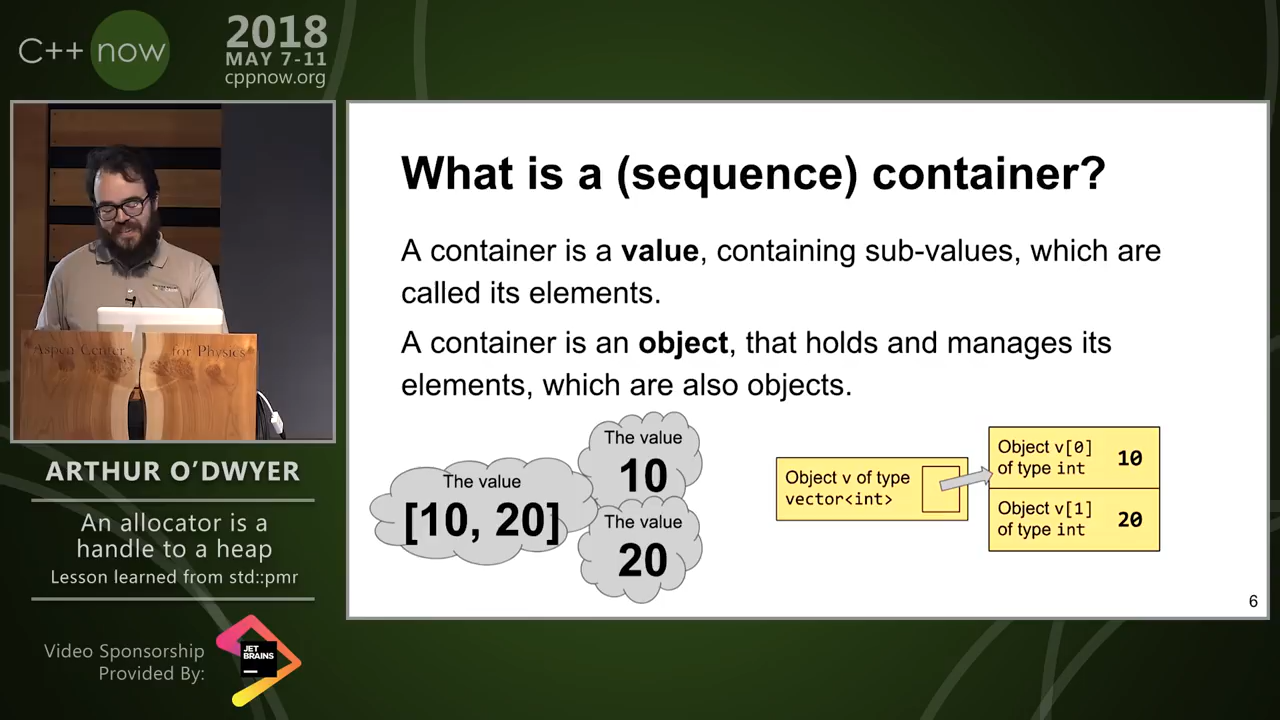 C++ now
2018
MAY 7-11
cppnow.org
Aspen Center for Physics
ARTHUR O'DWYER
An allocator is a
handle to a heap
Lesson learned from std::pmr
Video Sponsorship
Provided By:
JET
BRAINS
What is a (sequence) container?
A container is a value, containing sub-values, which are
called its elements.
A container is an object, that holds and manages its
elements, which are also objects.
The value
[10, 20]
The value
10
The value
20
Object v of type
vector<int>
Object v[0]
of type int
10
Object v[1]
of type int
20
6